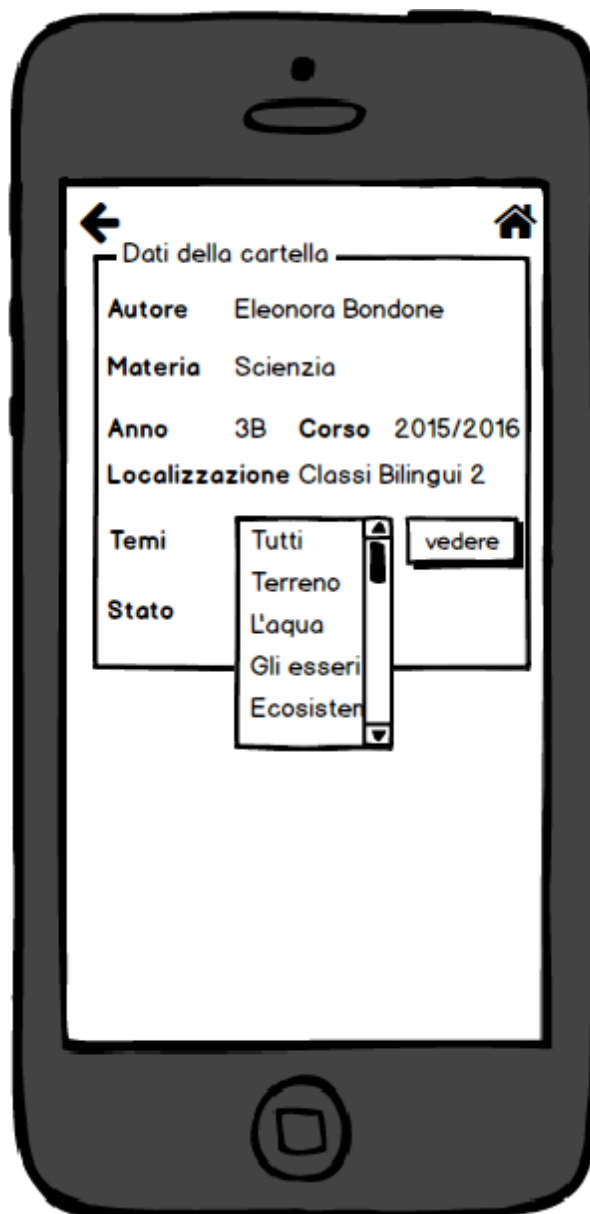 Dati della cartella
Autore Eleonora Bondone
Materia Scienzia
Anno 3B Corso 2015/2016
Localizzazione Classi Bilingui 2
Temi Tutti vedere
Terreno
Stato
L'aqua
Gli esseri
Ecosistem